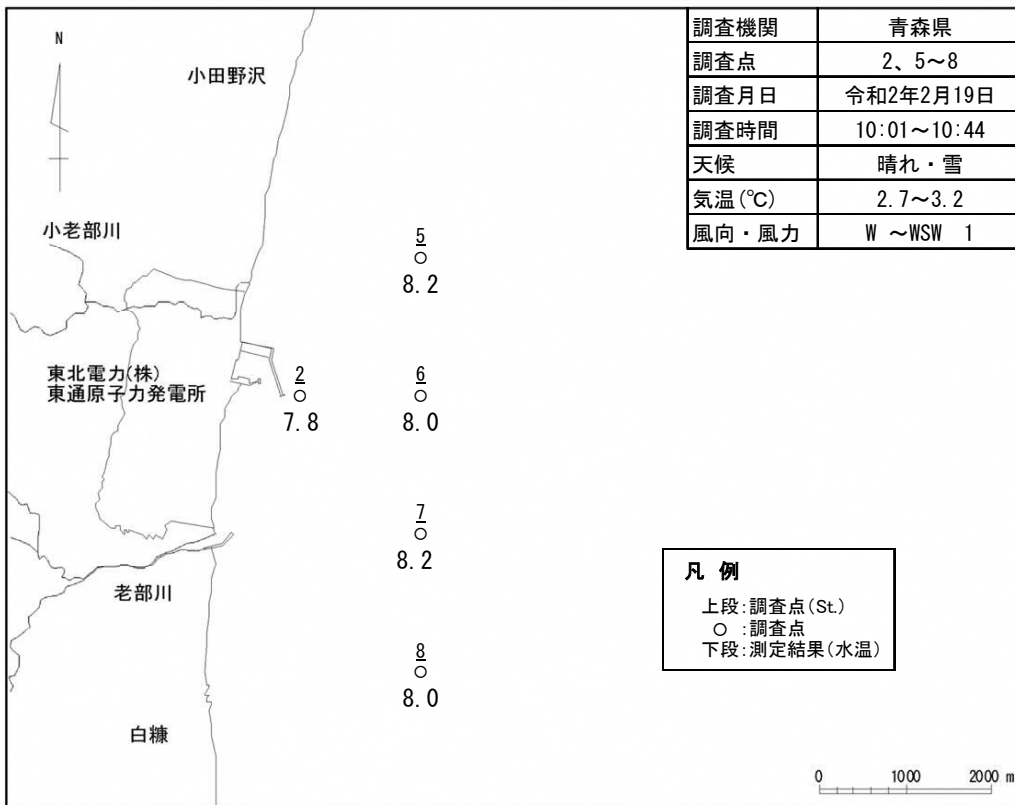 調査機関 青森県
調査点 2、5～8
調査月日 令和2年2月19日
調査時間 10:01～10:44
天候 晴れ・雪
気温(℃) 2.7～3.2
風向・風力 W ～WSW 1
N
小田野沢
小老部川
5
8.2
東北電力(株)
東通原子力発電所
2
7.8
6
8.0
7
8.2
老部川
8
8.0
白糠
凡 例
上段:調査点(St.)
○ :調査点
下段:測定結果(水温)
0 1000 2000 m